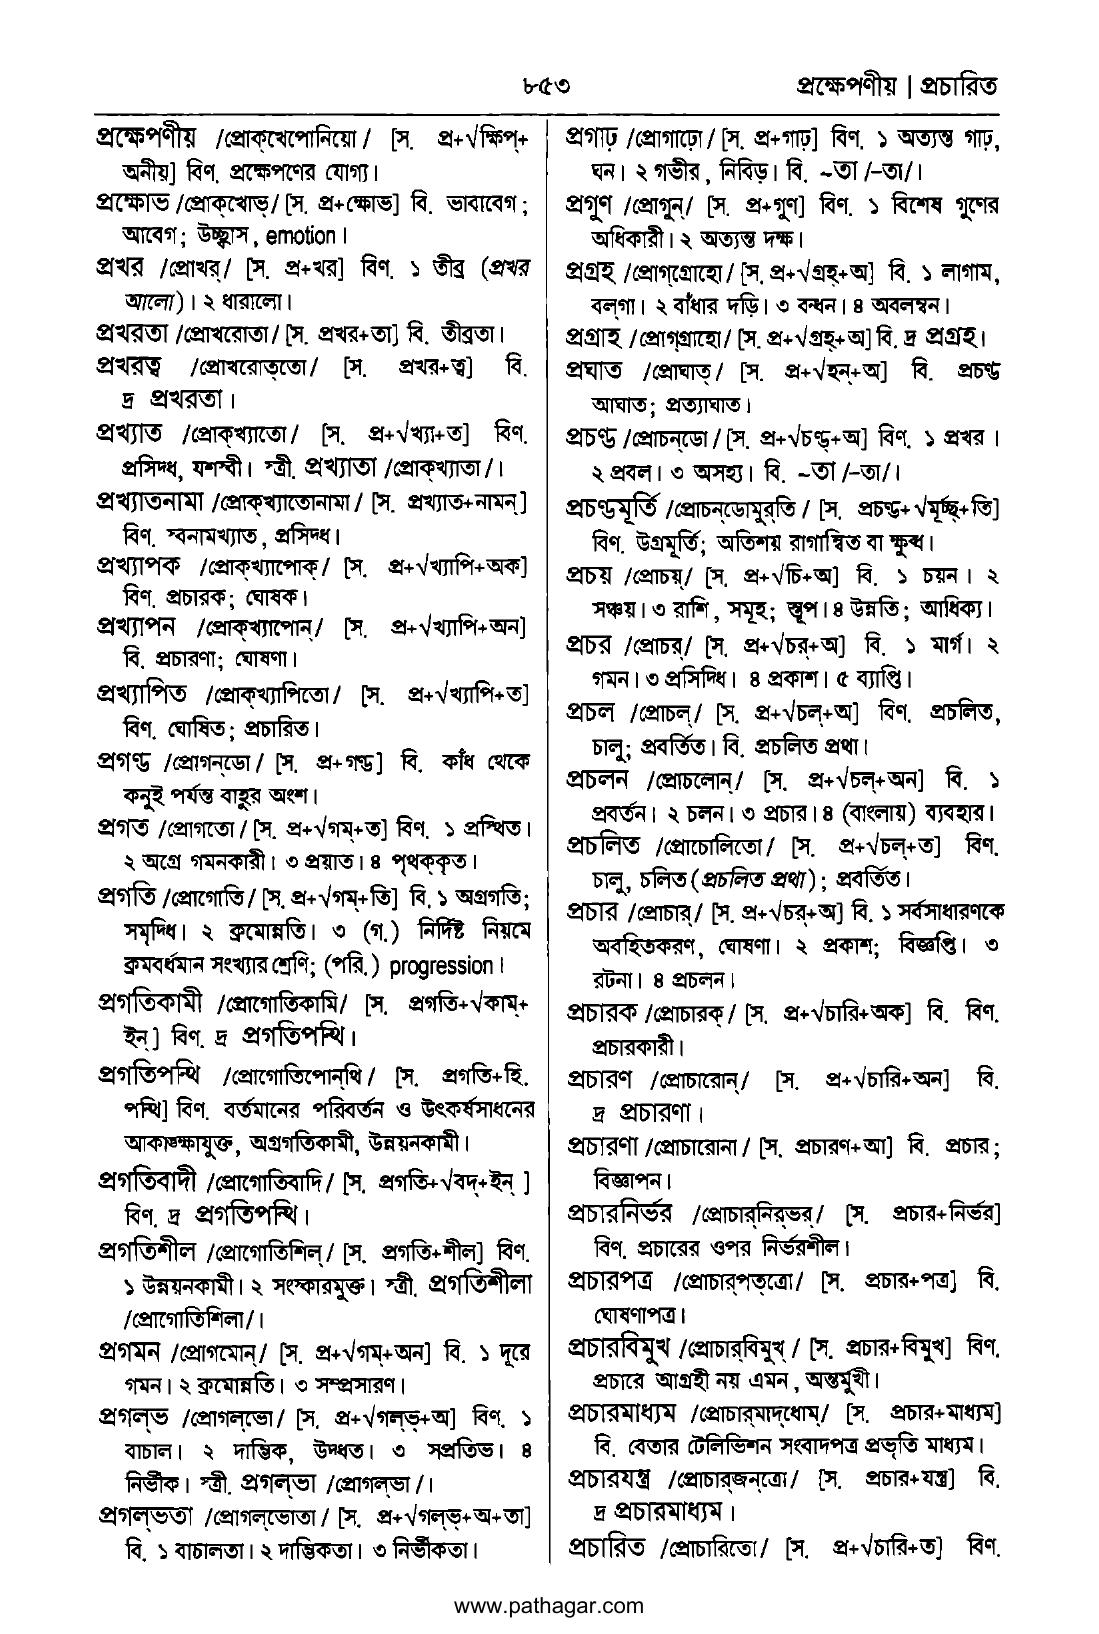 ৮৫৩
প্রক্ষেপণীয় | প্রচারিত
প্রক্ষেপণীয় /প্রোক্‌খেপোনিয়ো/ [স. প্র+√ক্ষিপ্‌+
অনীয়] বিণ. প্রক্ষেপণের যোগ্য।
প্রক্ষোভ /প্রোক্‌খোভ্‌/ [স. প্র+ক্ষোভ] বি. ভাবাবেগ;
আবেগ; উচ্ছ্বাস, emotion।
প্রখর /প্রোখর্‌/ [স. প্র+খর] বিণ. ১ তীব্র (প্রখর
আলো)। ২ ধারালো।
প্রখরতা /প্রোখরোতা/ [স. প্রখর+তা] বি. তীব্রতা।
প্রখরত্ব /প্রোখরোত্‌তো/ [স. প্রখর+ত্ব] বি.
দ্র প্রখরতা।
প্রখ্যাত /প্রোক্‌খ্যাতো/ [স. প্র+√খ্যা+ত] বিণ.
প্রসিদ্ধ, যশস্বী। স্ত্রী. প্রখ্যাতা /প্রোক্‌খ্যাতা/।
প্রখ্যাতনামা /প্রোক্‌খ্যাতোনামা/ [স. প্রখ্যাত+নামন্‌]
বিণ. স্বনামখ্যাত, প্রসিদ্ধ।
প্রখ্যাপক /প্রোক্‌খ্যাপোক্‌/ [স. প্র+√খ্যাপি+অক]
বিণ. প্রচারক; ঘোষক।
প্রখ্যাপন /প্রোক্‌খ্যাপোন্‌/ [স. প্র+√খ্যাপি+অন]
বি. প্রচারণা; ঘোষণা।
প্রখ্যাপিত /প্রোক্‌খ্যাপিতো/ [স. প্র+√খ্যাপি+ত]
বিণ. ঘোষিত; প্রচারিত।
প্রগণ্ড /প্রোগন্‌ডো/ [স. প্র+গণ্ড] বি. কাঁধ থেকে
কনুই পর্যন্ত বাহুর অংশ।
প্রগত /প্রোগতো/ [স. প্র+√গম্‌+ত] বিণ. ১ প্রস্থিত।
২ অগ্রে গমনকারী। ৩ প্রয়াত। ৪ পৃথক্‌কৃত।
প্রগতি /প্রোগোতি/ [স. প্র+√গম্‌+তি] বি. ১ অগ্রগতি;
সমৃদ্ধি। ২ ক্রমোন্নতি। ৩ (গ.) নির্দিষ্ট নিয়মে
ক্রমবর্ধমান সংখ্যার শ্রেণি; (পরি.) progression।
প্রগতিকামী /প্রোগোতিকামি/ [স. প্রগতি+√কাম্‌+
ইন্‌] বিণ. দ্র প্রগতিপন্থি।
প্রগতিপন্থি /প্রোগোতিপোন্‌থি/ [স. প্রগতি+হি.
পন্থি] বিণ. বর্তমানের পরিবর্তন ও উৎকর্ষসাধনের
আকাঙ্ক্ষাযুক্ত, অগ্রগতিকামী, উন্নয়নকামী।
প্রগতিবাদী /প্রোগোতিবাদি/ [স. প্রগতি+√বদ্‌+ইন্‌ ]
বিণ. দ্র প্রগতিপন্থি।
প্রগতিশীল /প্রোগোতিশিল্‌/ [স. প্রগতি+শীল] বিণ.
১ উন্নয়নকামী। ২ সংস্কারমুক্ত। স্ত্রী. প্রগতিশীলা
/প্রোগোতিশিলা/।
প্রগমন /প্রোগমোন্‌/ [স. প্র+√গম্‌+অন] বি. ১ দূরে
গমন। ২ ক্রমোন্নতি। ৩ সম্প্রসারণ।
প্রগল্‌ভ /প্রোগল্‌ভো/ [স. প্র+√গল্‌ভ্‌+অ] বিণ. ১
বাচাল। ২ দাম্ভিক, উদ্ধত। ৩ সপ্রতিভ। ৪
নির্ভীক। স্ত্রী. প্রগল্‌ভা /প্রোগল্‌ভা/।
প্রগল্‌ভতা /প্রোগল্‌ভোতা/ [স. প্র+√গল্‌ভ্‌+অ+তা]
বি. ১ বাচালতা। ২ দাম্ভিকতা। ৩ নির্ভীকতা।
প্রগাঢ় /প্রোগাঢ়ো/ [স. প্র+গাঢ়] বিণ. ১ অত্যন্ত গাঢ়,
ঘন। ২ গভীর, নিবিড়। বি. ~তা /–তা/।
প্রগুণ /প্রোগুন্‌/ [স. প্র+গুণ] বিণ. ১ বিশেষ গুণের
অধিকারী। ২ অত্যন্ত দক্ষ।
প্রগ্রহ /প্রোগ্‌গ্রোহো/ [স. প্র+√গ্রহ্‌+অ] বি. ১ লাগাম,
বল্‌গা। ২ বাঁধার দড়ি। ৩ বন্ধন। ৪ অবলম্বন।
প্রগ্রাহ /প্রোগ্‌গ্রাহো/ [স. প্র+√গ্রহ্‌+অ] বি. দ্র প্রগ্রহ।
প্রঘাত /প্রোঘাত্‌/ [স. প্র+√হন্‌+অ] বি. প্রচণ্ড
আঘাত; প্রত্যাঘাত।
প্রচণ্ড /প্রোচন্‌ডো/ [স. প্র+√চণ্ড্‌+অ] বিণ. ১ প্রখর।
২ প্রবল। ৩ অসহ্য। বি. ~তা /–তা/।
প্রচণ্ডমূর্তি /প্রোচন্‌ডোমুর্‌তি/ [স. প্রচণ্ড+√মূর্চ্ছ্‌+তি]
বিণ. উগ্রমূর্তি; অতিশয় রাগান্বিত বা ক্ষুব্ধ।
প্রচয় /প্রোচয়্‌/ [স. প্র+√চি+অ] বি. ১ চয়ন। ২
সঞ্চয়। ৩ রাশি, সমূহ; স্তূপ। ৪ উন্নতি; আধিক্য।
প্রচর /প্রোচর্‌/ [স. প্র+√চর্‌+অ] বি. ১ মার্গ। ২
গমন। ৩ প্রসিদ্ধি। ৪ প্রকাশ। ৫ ব্যাপ্তি।
প্রচল /প্রোচল্‌/ [স. প্র+√চল্‌+অ] বিণ. প্রচলিত,
চালু; প্রবর্তিত। বি. প্রচলিত প্রথা।
প্রচলন /প্রোচলোন্‌/ [স. প্র+√চল্‌+অন] বি. ১
প্রবর্তন। ২ চলন। ৩ প্রচার। ৪ (বাংলায়) ব্যবহার।
প্রচলিত /প্রোচোলিতো/ [স. প্র+√চল্‌+ত] বিণ.
চালু, চলিত (প্রচলিত প্রথা); প্রবর্তিত।
প্রচার /প্রোচার্‌/ [স. প্র+√চর্‌+অ] বি. ১ সর্বসাধারণকে
অবহিতকরণ, ঘোষণা। ২ প্রকাশ; বিজ্ঞপ্তি। ৩
রটনা। ৪ প্রচলন।
প্রচারক /প্রোচারক্‌/ [স. প্র+√চারি+অক] বি. বিণ.
প্রচারকারী।
প্রচারণ /প্রোচারোন্‌/ [স. প্র+√চারি+অন] বি.
দ্র প্রচারণা।
প্রচারণা /প্রোচারোনা/ [স. প্রচারণ+আ] বি. প্রচার;
বিজ্ঞাপন।
প্রচারনির্ভর /প্রোচার্‌নির্‌ভর্‌/ [স. প্রচার+নির্ভর]
বিণ. প্রচারের ওপর নির্ভরশীল।
প্রচারপত্র /প্রোচার্‌পত্‌ত্রো/ [স. প্রচার+পত্র] বি.
ঘোষণাপত্র।
প্রচারবিমুখ /প্রোচার্‌বিমুখ্‌/ [স. প্রচার+বিমুখ] বিণ.
প্রচারে আগ্রহী নয় এমন, অন্তর্মুখী।
প্রচারমাধ্যম /প্রোচার্‌মাদ্‌ধোম্‌/ [স. প্রচার+মাধ্যম]
বি. বেতার টেলিভিশন সংবাদপত্র প্রভৃতি মাধ্যম।
প্রচারযন্ত্র /প্রোচার্‌জন্‌ত্রো/ [স. প্রচার+যন্ত্র] বি.
দ্র প্রচারমাধ্যম।
প্রচারিত /প্রোচারিতো/ [স. প্র+√চারি+ত] বিণ.
www.pathagar.com